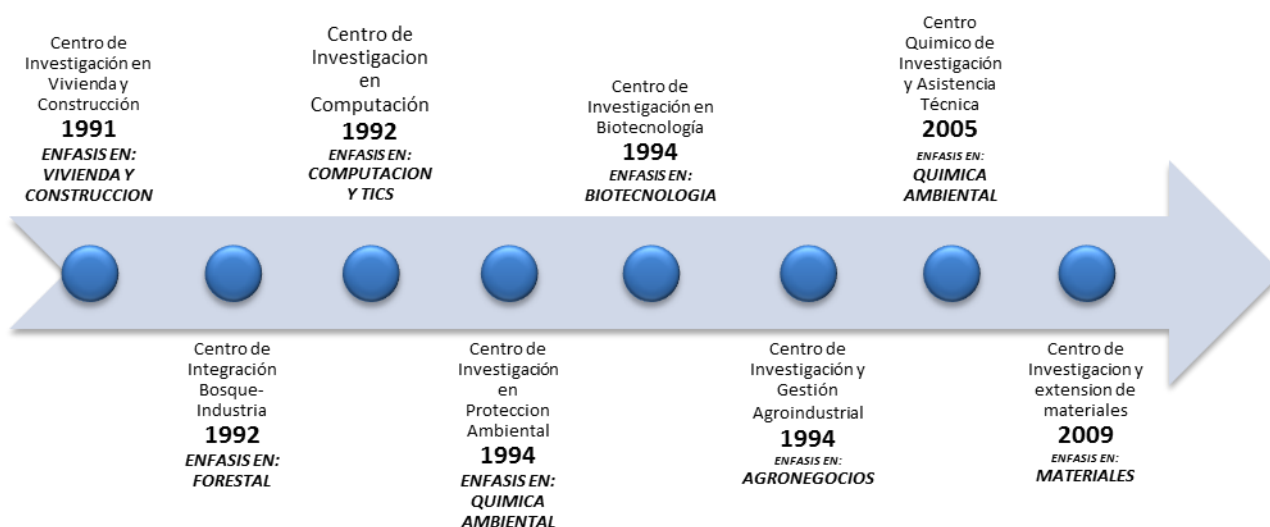 Centro de
Investigación en
Vivienda y
Construcción
1991
ENFASIS EN:
VIVIENDA Y
CONSTRUCCION
Centro de
Integración
Bosque-
Industria
1992
ENFASIS EN:
FORESTAL
Centro de
Investigacion
en
Computación
1992
ENFASIS EN:
COMPUTACION
Y TICS
Centro de
Investigación
en
Proteccion
Ambiental
1994
ENFASIS EN:
QUIMICA
AMBIENTAL
Centro de
Investigación en
Biotecnología
1994
ENFASIS EN:
BIOTECNOLOGIA
Centro de
Investigación y
Gestión
Agroindustrial
1994
ENFASIS EN:
AGRONEGOCIOS
Centro
Quimico de
Investigación
y Asistencia
Técnica
2005
ENFASIS EN:
QUIMICA
AMBIENTAL
Centro de
Investigacion y
extension de
materiales
2009
ENFASIS EN:
MATERIALES